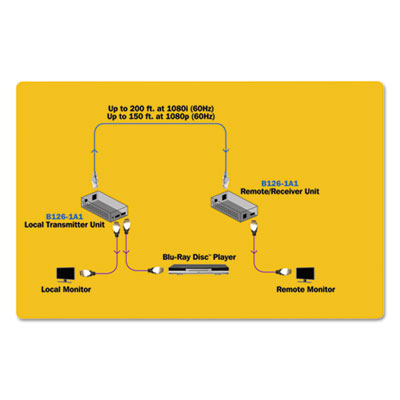 Up to 200 ft. at 1080i (60Hz)
Up to 150 ft. at 1080p (60Hz)
B126-1A1
Remote/Receiver Unit
B126-1A1
Local Transmitter Unit
Blu-Ray Disc™ Player
Local Monitor
Remote Monitor